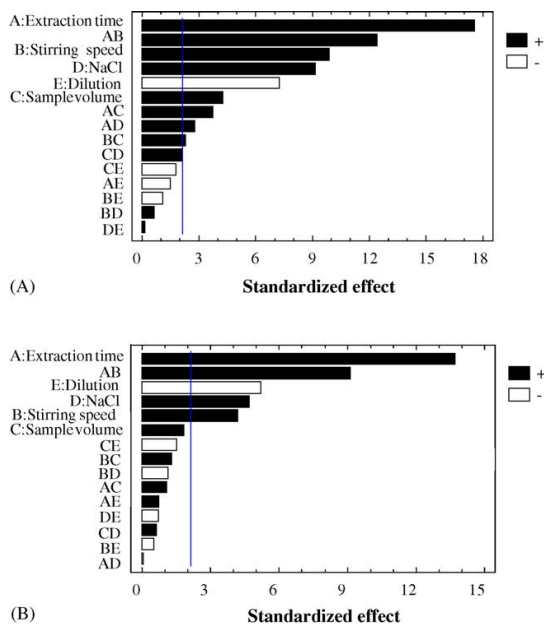 A:Extraction time
AB
B:Stirring speed
D:NaCl
E:Dilution
C:Samplevolume
AC
AD
BC
CD
CE
AE
BE
BD
DE
+
-
0 3 6 9 12 15 18
(A) Standardized effect
A:Extraction time
AB
E:Dilution
D:NaCl
B:Stirring speed
C:Samplevolume
CE
BC
BD
AC
AE
DE
CD
BE
AD
+
-
0 3 6 9 12 15
(B) Standardized effect